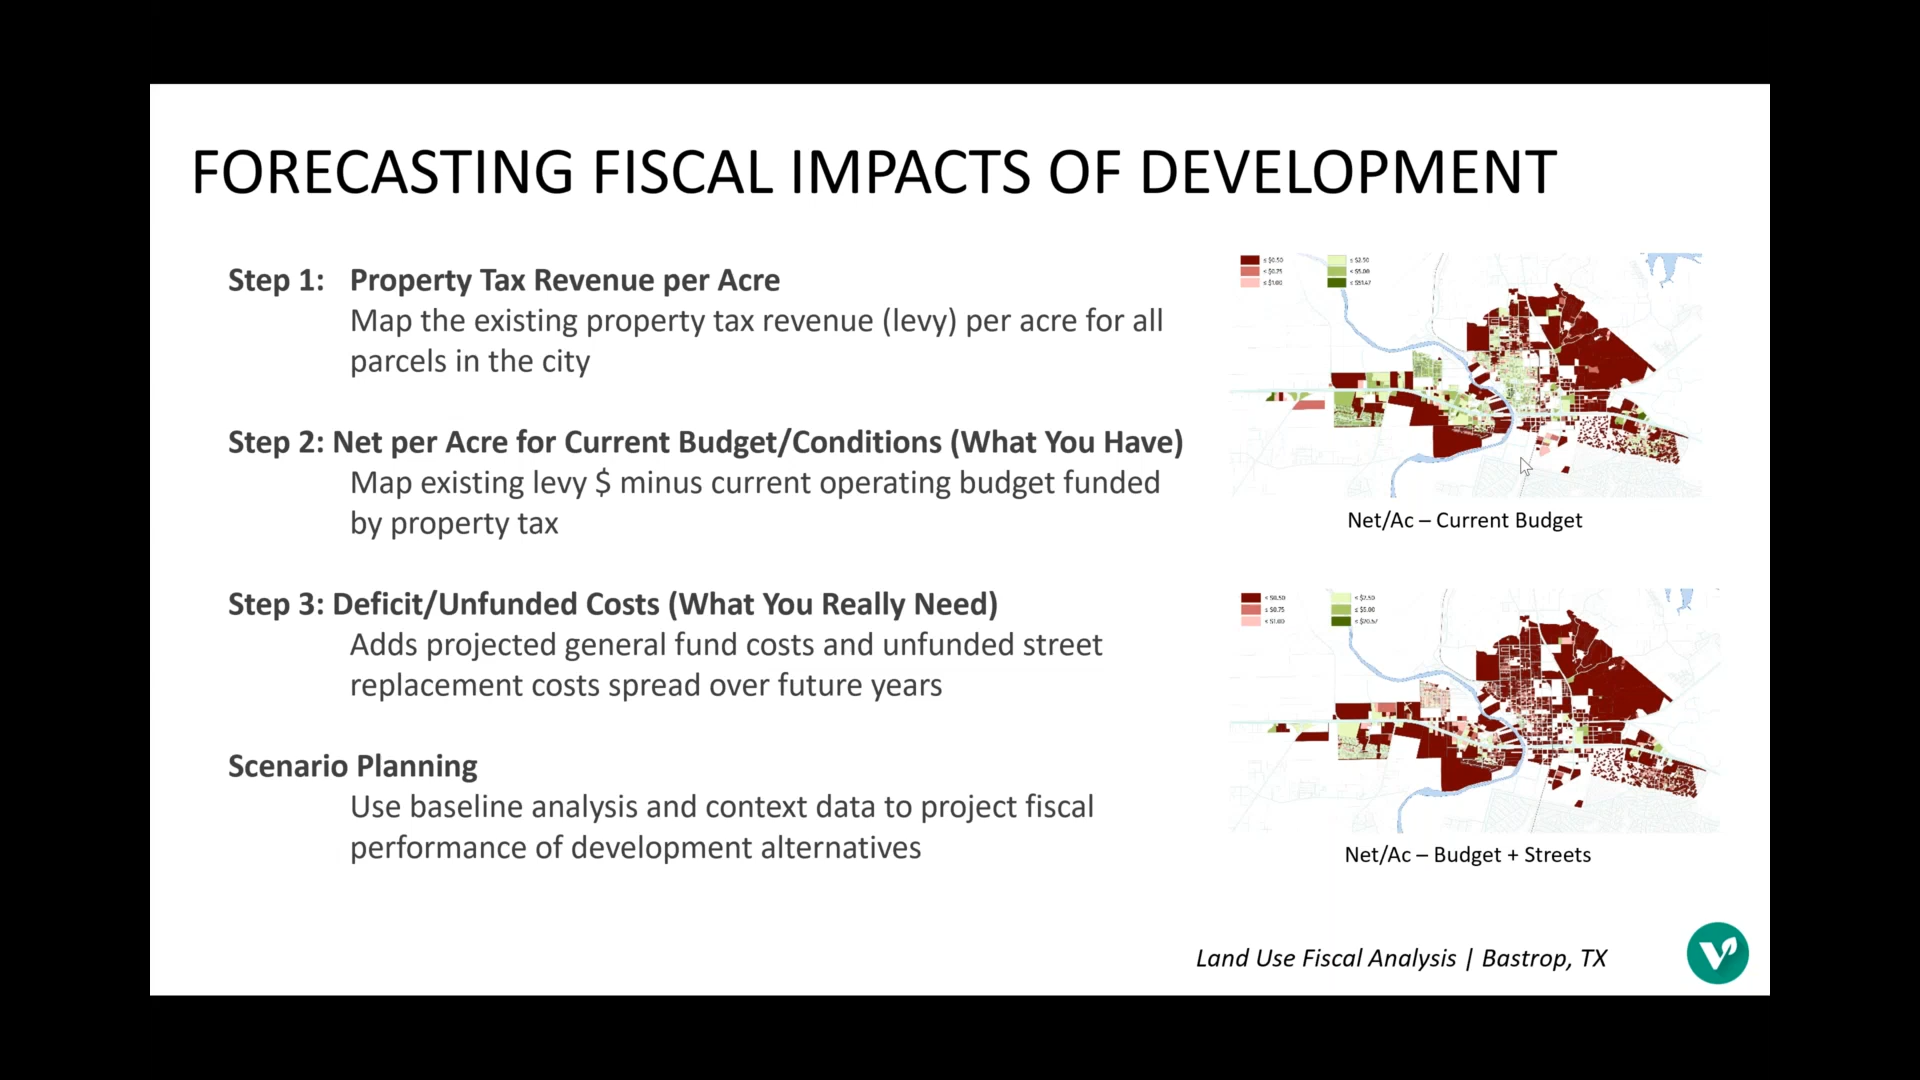 FORECASTING FISCAL IMPACTS OF DEVELOPMENT
Step 1: Property Tax Revenue per Acre
Map the existing property tax revenue (levy) per acre for all
parcels in the city
Step 2: Net per Acre for Current Budget/Conditions (What You Have)
Map existing levy $ minus current operating budget funded
by property tax
Step 3: Deficit/Unfunded Costs (What You Really Need)
Adds projected general fund costs and unfunded street
replacement costs spread over future years
Scenario Planning
Use baseline analysis and context data to project fiscal
performance of development alternatives
Net/Ac – Current Budget
Net/Ac – Budget + Streets
Land Use Fiscal Analysis | Bastrop, TX